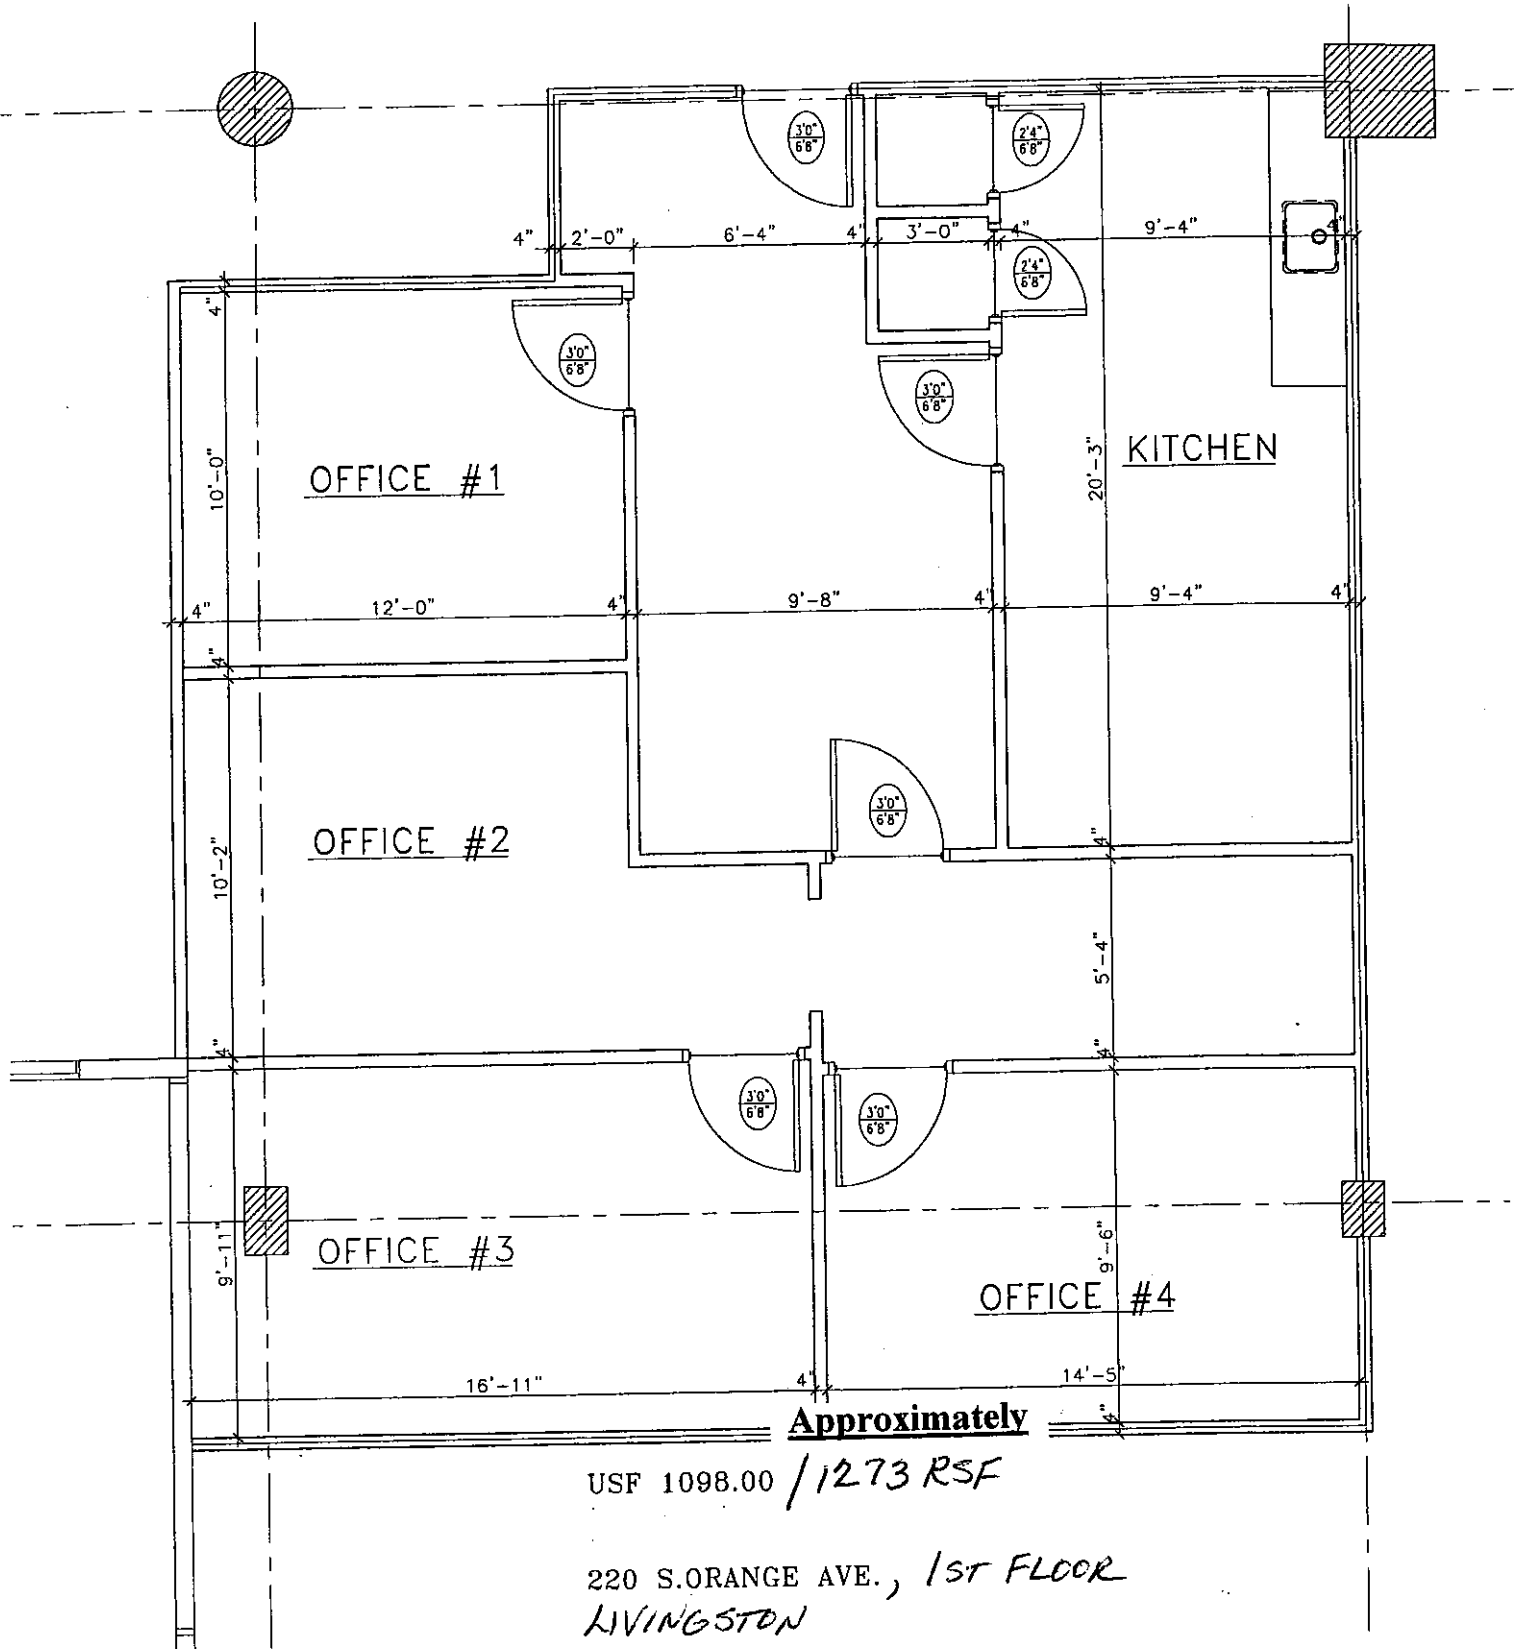 3'0"
6'8"
2'4"
6'8"
4" 2'-0" 6'-4" 4" 3'-0" 4" 9'-4" 4"
2'4"
6'8"
4"
3'0"
6'8"
3'0"
6'8"
KITCHEN
OFFICE #1
10'-0"
20'-3"
4" 12'-0" 4" 9'-8" 4" 9'-4" 4"
4"
3'0"
6'8"
OFFICE #2
4"
10'-2"
5'-4"
4"
4"
3'0"
6'8"
3'0"
6'8"
OFFICE #3
9'-11"
9'-6"
OFFICE #4
16'-11" 4" 14'-5"
4"
Approximately
USF 1098.00 / 1273 RSF
220 S.ORANGE AVE., 1ST FLOOR
LIVINGSTON